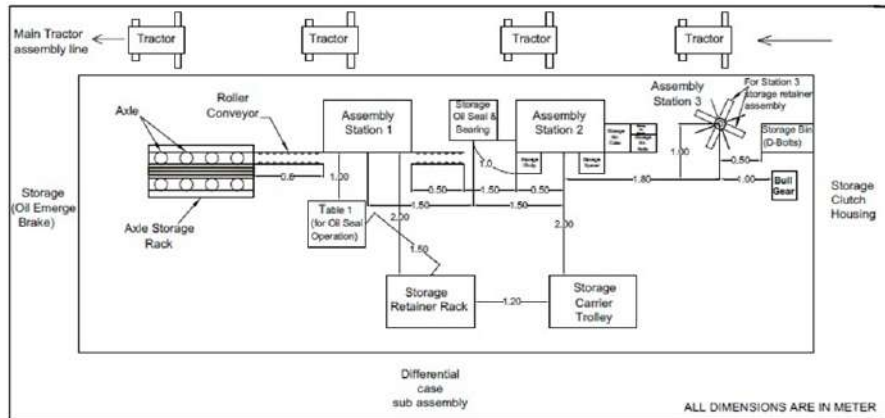 Main Tractor
assembly line
Tractor
Tractor
Tractor
Tractor
Axle
Roller
Conveyor
Assembly
Station 1
Storage
Oil Seal &
Bearing
Assembly
Station 2
Assembly
Station 3
For Station 3
storage retainer
assembly
Storage Bin
(D-Bolts)
Storage
(Oil Emerge
Brake)
Axle Storage
Rack
0.8
1.00
Table 1
(for Oil Seal
Operation)
0.50
1.50
1.0
0.50
1.50
0.50
1.50
2.00
1.50
2.00
1.80
1.00
0.50
1.00
Bull
Gear
Storage
Clutch
Housing
Storage
Retainer Rack
1.20
Storage
Carrier
Trolley
Differential
case
sub assembly
ALL DIMENSIONS ARE IN METER